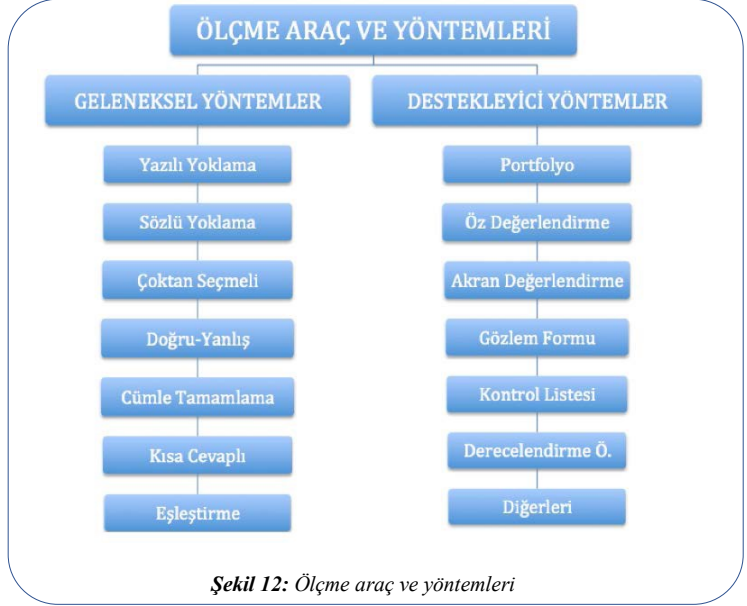 ÖLÇME ARAÇ VE YÖNTEMLERİ
GELENEKSEL YÖNTEMLER
Yazılı Yoklama
Sözlü Yoklama
Çoktan Seçmeli
Doğru-Yanlış
Cümle Tamamlama
Kısa Cevaplı
Eşleştirme
DESTEKLEYİCİ YÖNTEMLER
Portfolyo
Öz Değerlendirme
Akran Değerlendirme
Gözlem Formu
Kontrol Listesi
Derecelendirme Ö.
Diğerleri
Şekil 12: Ölçme araç ve yöntemleri